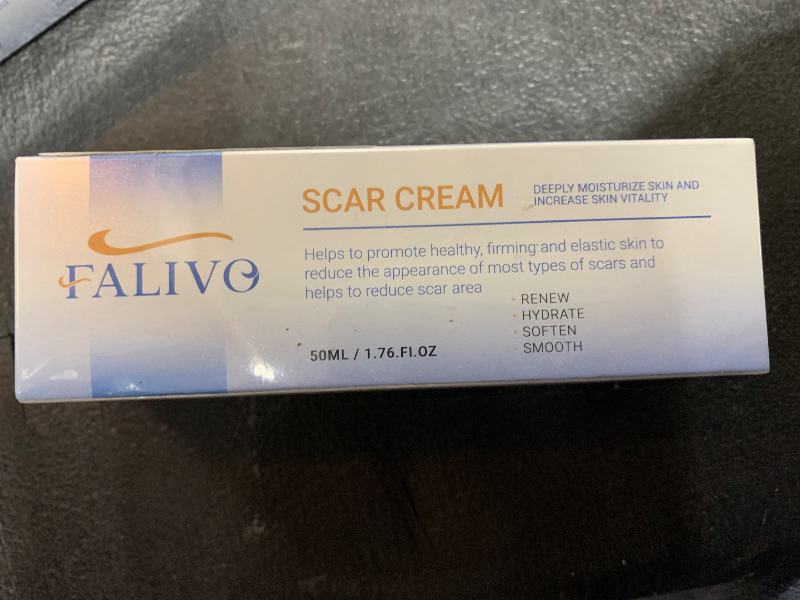 FALIVO
SCAR CREAM
DEEPLY MOISTURIZE SKIN AND
INCREASE SKIN VITALITY
Helps to promote healthy, firming and elastic skin to
reduce the appearance of most types of scars and
helps to reduce scar area
· RENEW
· HYDRATE
· SOFTEN
· SMOOTH
50ML / 1.76.Fl.OZ